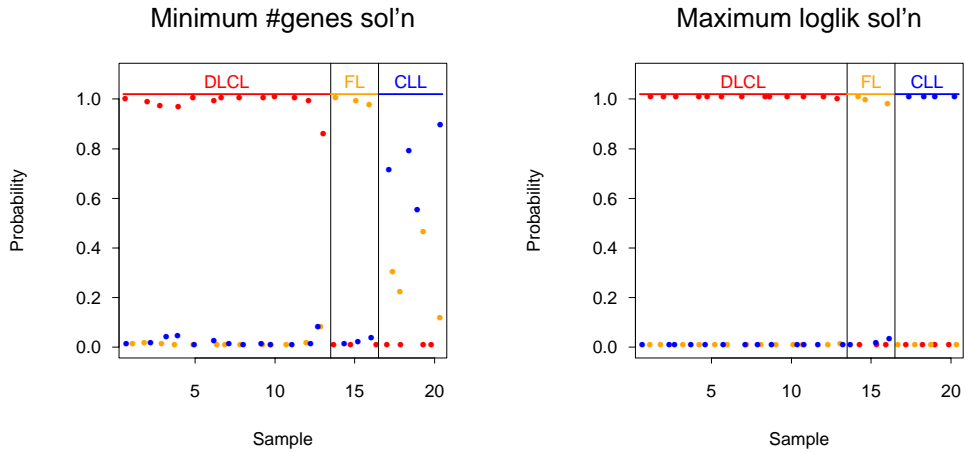 Minimum #genes sol'n
DLCL FL CLL
1.0
0.8
0.6
0.4
0.2
0.0
Probability
5 10 15 20
Sample
Maximum loglik sol'n
DLCL FL CLL
1.0
0.8
0.6
0.4
0.2
0.0
Probability
5 10 15 20
Sample